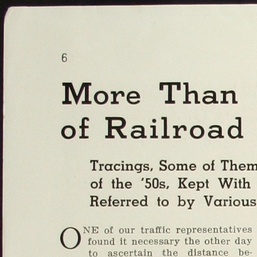 6
More Than
of Railroad
Tracings, Some of Them
of the '50s, Kept With
Referred to by Various
ONE of our traffic representatives
found it necessary the other day
to ascertain the distance be-